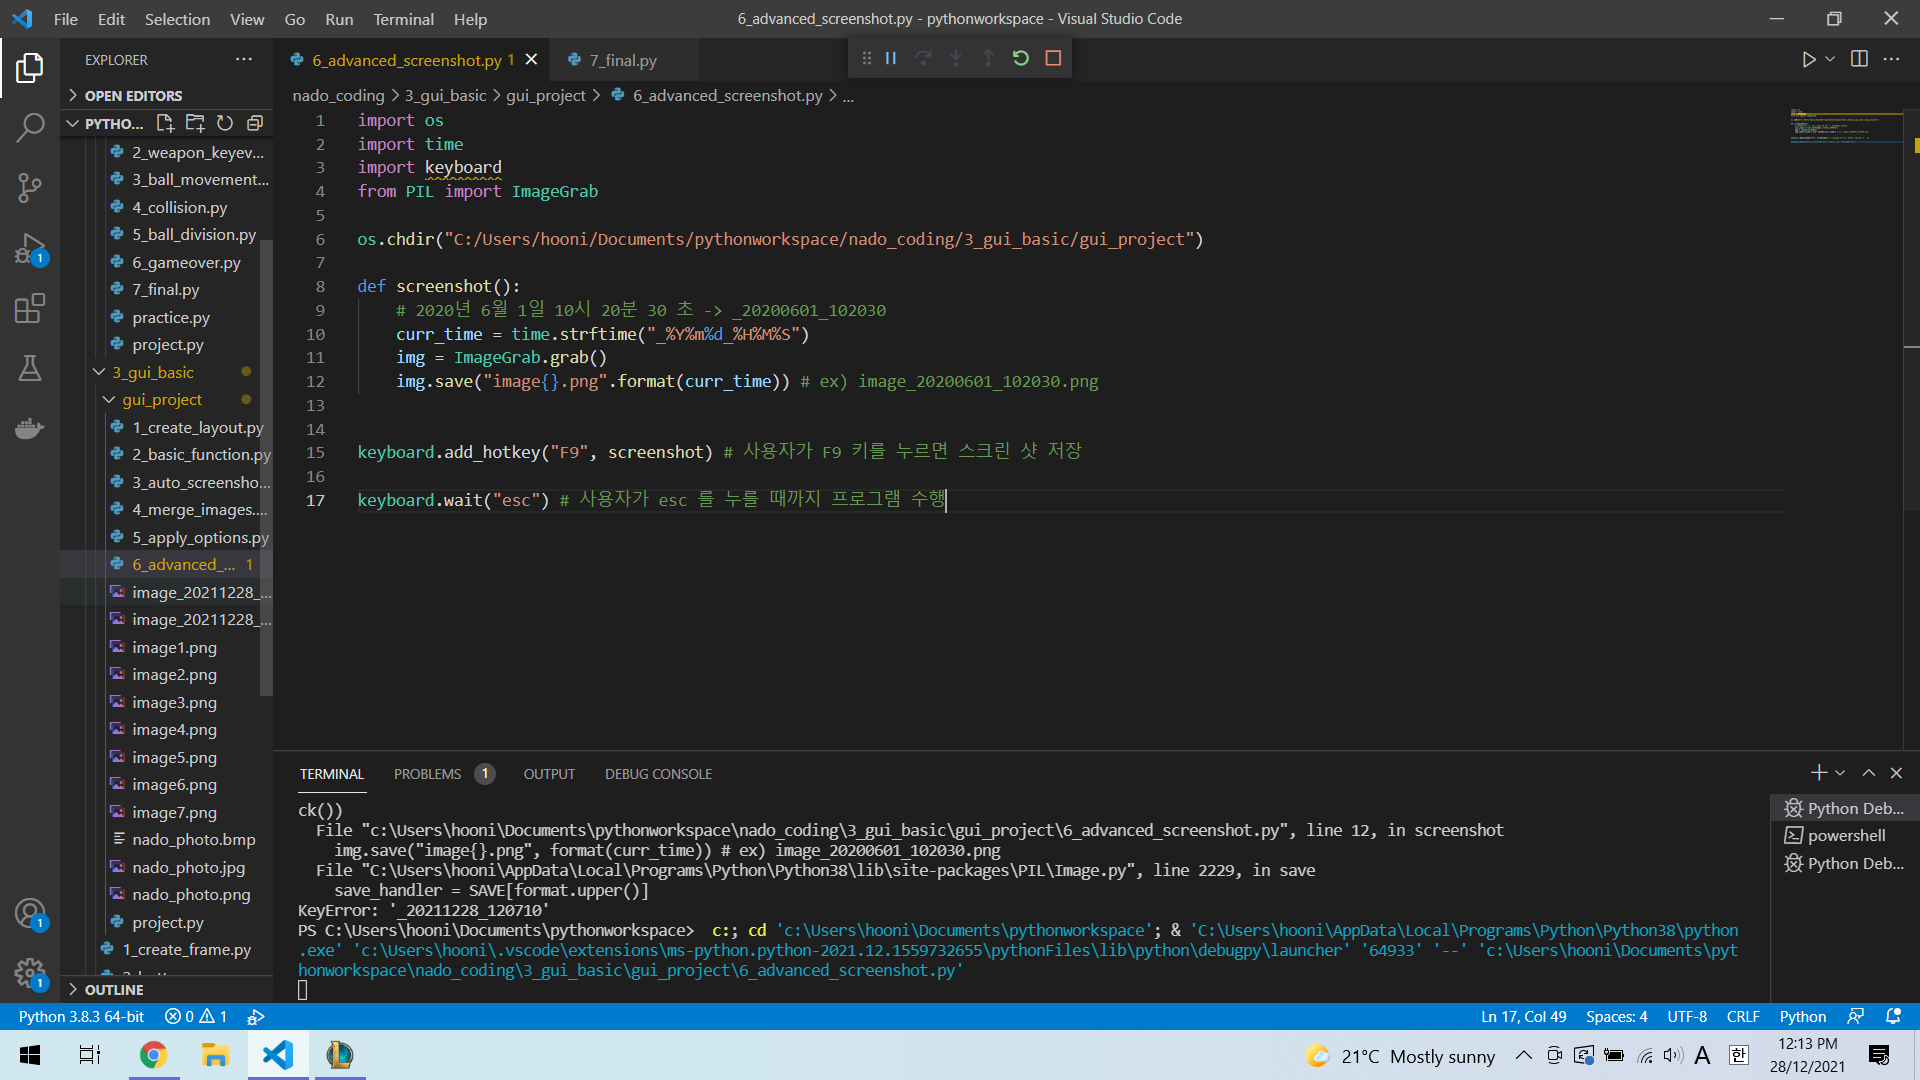 File Edit Selection View Go Run Terminal Help
6_advanced_screenshot.py - pythonworkspace - Visual Studio Code
EXPLORER
6_advanced_screenshot.py 1
7_final.py
OPEN EDITORS
PYTHO...
nado_coding > 3_gui_basic > gui_project > 6_advanced_screenshot.py > ...
2_weapon_keyev...
3_ball_movement...
4_collision.py
5_ball_division.py
6_gameover.py
7_final.py
practice.py
project.py
3_gui_basic
gui_project
1_create_layout.py
2_basic_function.py
3_auto_screensho...
4_merge_images....
5_apply_options.py
6_advanced_... 1
image_20211228_...
image_20211228_...
image1.png
image2.png
image3.png
image4.png
image5.png
image6.png
image7.png
nado_photo.bmp
nado_photo.jpg
nado_photo.png
project.py
1_create_frame.py
OUTLINE
1 import os
2 import time
3 import keyboard
4 from PIL import ImageGrab
5
6 os.chdir("C:/Users/hooni/Documents/pythonworkspace/nado_coding/3_gui_basic/gui_project")
7
8 def screenshot():
9 # 2020년 6월 1일 10시 20분 30 초 -> _20200601_102030
10 curr_time = time.strftime("_%Y%m%d_%H%M%S")
11 img = ImageGrab.grab()
12 img.save("image{}.png".format(curr_time)) # ex) image_20200601_102030.png
13
14
15 keyboard.add_hotkey("F9", screenshot) # 사용자가 F9 키를 누르면 스크린 샷 저장
16
17 keyboard.wait("esc") # 사용자가 esc 를 누를 때까지 프로그램 수행
TERMINAL PROBLEMS 1 OUTPUT DEBUG CONSOLE
ck())
File "c:\Users\hooni\Documents\pythonworkspace\nado_coding\3_gui_basic\gui_project\6_advanced_screenshot.py", line 12, in screenshot
img.save("image{}.png", format(curr_time)) # ex) image_20200601_102030.png
File "C:\Users\hooni\AppData\Local\Programs\Python\Python38\lib\site-packages\PIL\Image.py", line 2229, in save
save_handler = SAVE[format.upper()]
KeyError: '_20211228_120710'
PS C:\Users\hooni\Documents\pythonworkspace> c:; cd 'c:\Users\hooni\Documents\pythonworkspace'; & 'C:\Users\hooni\AppData\Local\Programs\Python\Python38\python
.exe' 'c:\Users\hooni\.vscode\extensions\ms-python.python-2021.12.1559732655\pythonFiles\lib\python\debugpy\launcher' '64933' '--' 'c:\Users\hooni\Documents\pyt
honworkspace\nado_coding\3_gui_basic\gui_project\6_advanced_screenshot.py'
Python Deb...
powershell
Python Deb...
1
1
1
Python 3.8.3 64-bit 0 1
Ln 17, Col 49 Spaces: 4 UTF-8 CRLF Python
21°C Mostly sunny
A 한
12:13 PM
28/12/2021